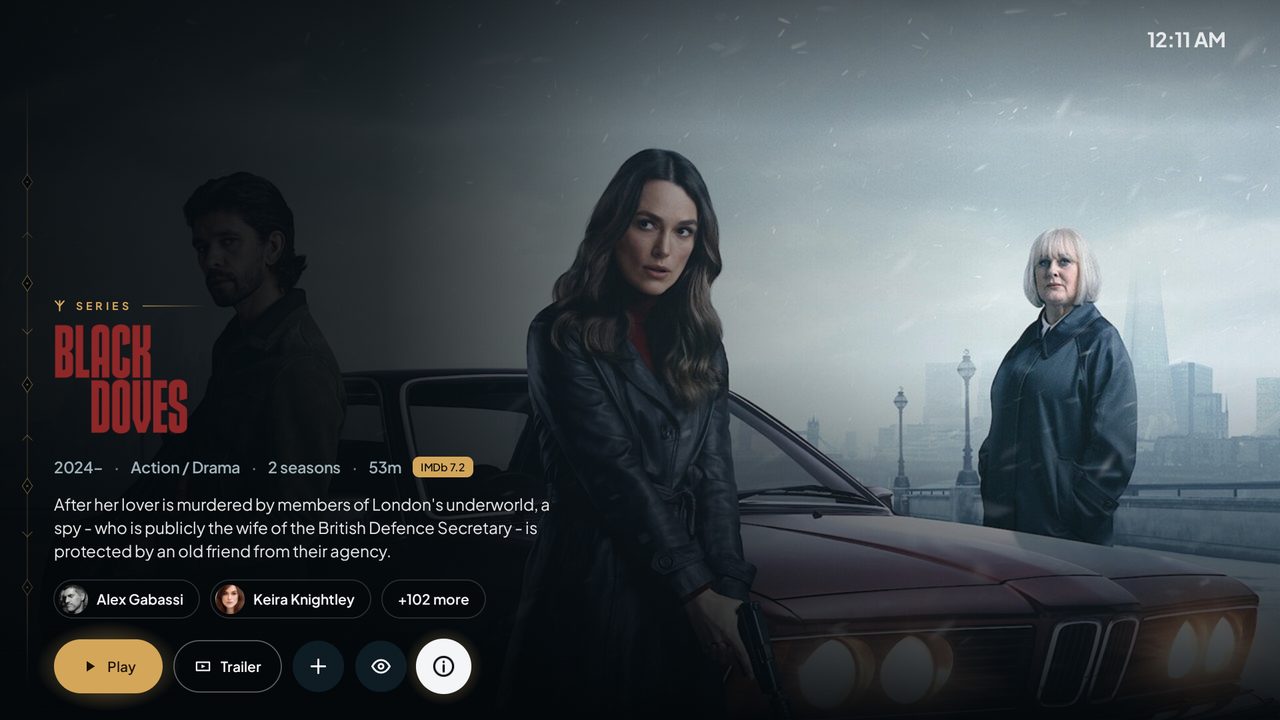 12:11 AM
SERIES
BLACK
DOVES
2024– · Action / Drama · 2 seasons · 53m IMDb 7.2
After her lover is murdered by members of London's underworld, a
spy - who is publicly the wife of the British Defence Secretary - is
protected by an old friend from their agency.
Alex Gabassi Keira Knightley +102 more
Play Trailer